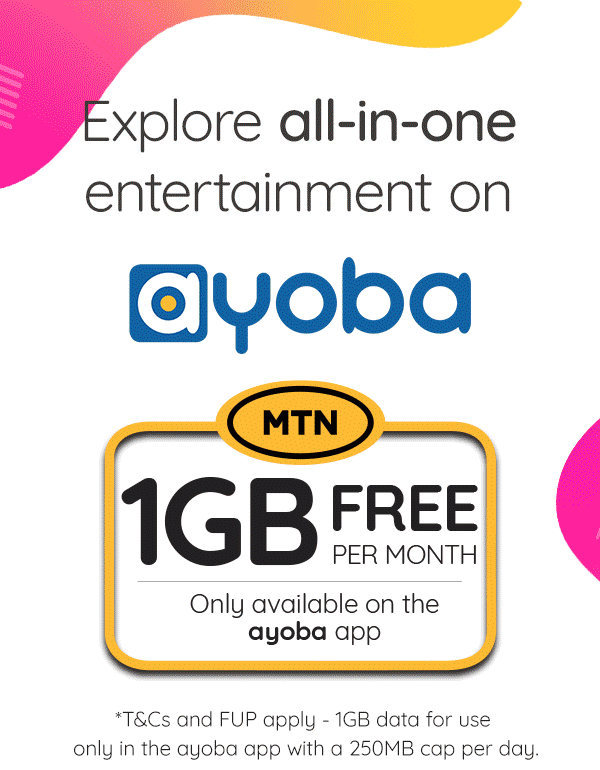 Explore all-in-one
entertainment on
ayoba
MTN
1GB FREE
PER MONTH
Only available on the
ayoba app
*T&Cs and FUP apply - 1GB data for use
only in the ayoba app with a 250MB cap per day.